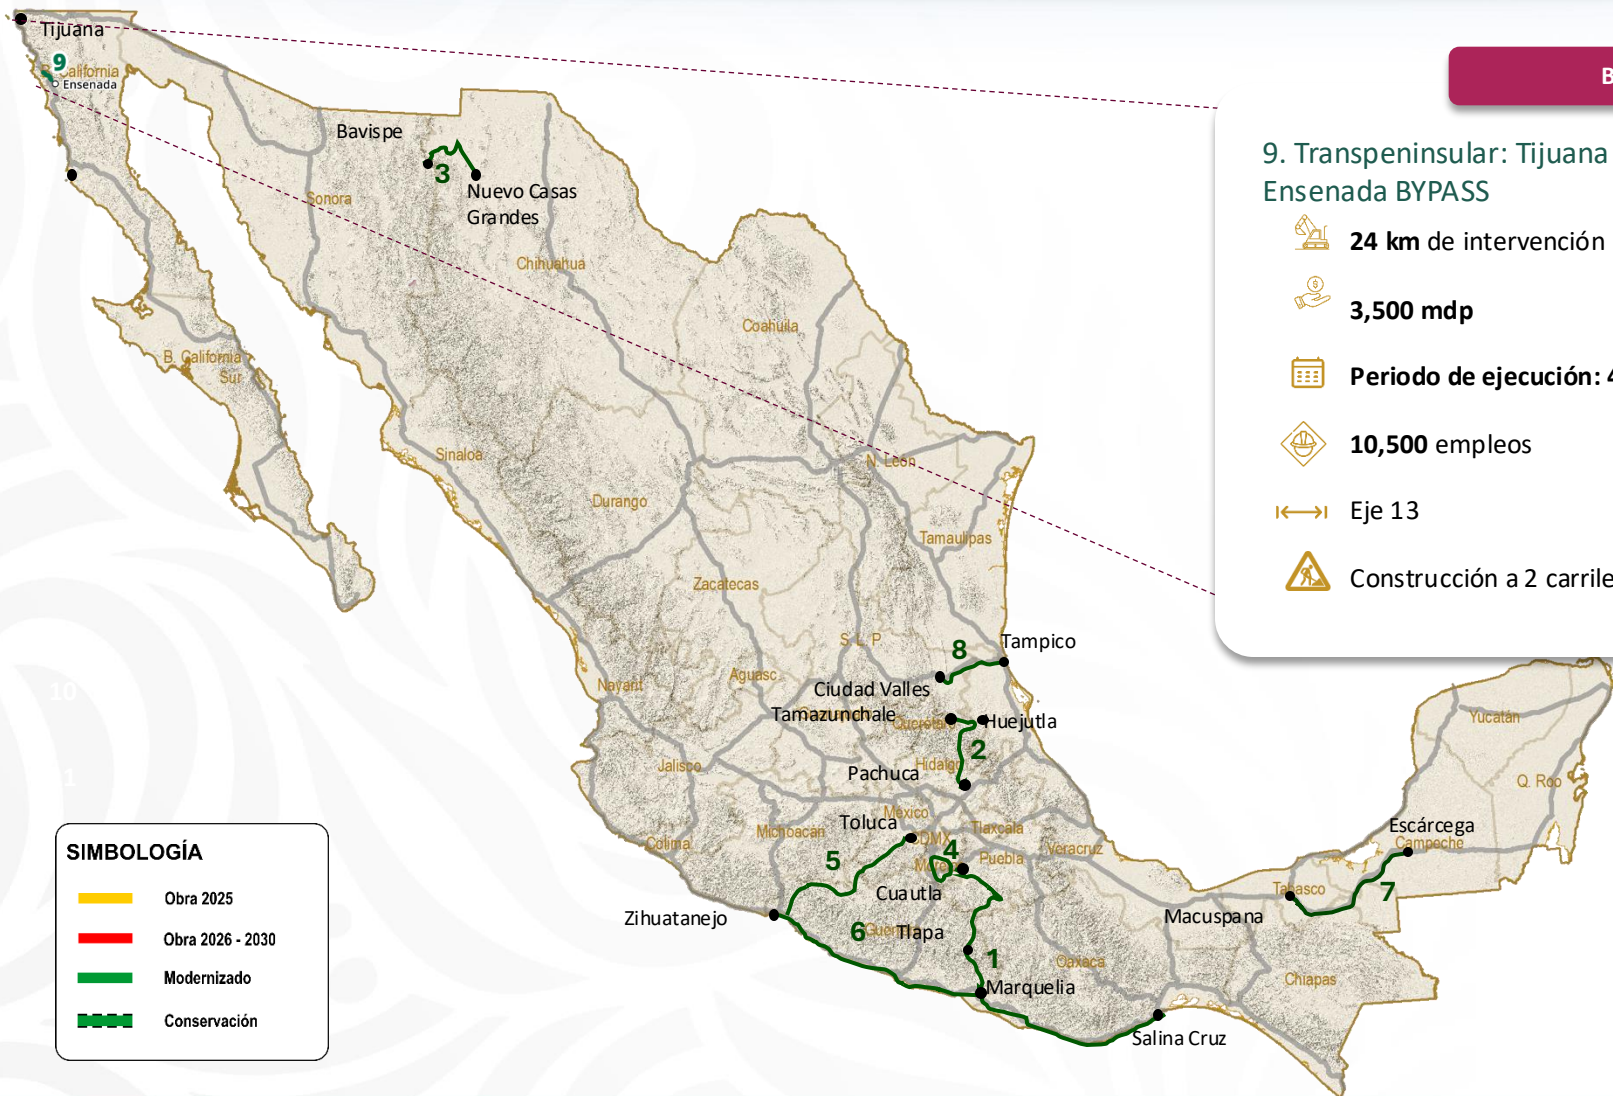 Tijuana
9
B. California
Ensenada
Bavispe
3
Nuevo Casas
Grandes
Sonora
Chihuahua
Coahuila
B. California
Sur
Sinaloa
Durango
N. León
Tamaulipas
Zacatecas
S. L. P
8
Tampico
Aguasc.
Nayarit
Ciudad Valles
Tamazunchale
Querétaro
Huejutla
2
Hidalgo
Pachuca
Jalisco
México
Toluca
CDMX
Tlaxcala
Michoacán
Colima
5
4
Puebla
Veracruz
Cuautla
Zihuatanejo
6
Tlapa
1
Oaxaca
Marquelia
Salina Cruz
Macuspana
Tabasco
7
Escárcega
Campeche
Chiapas
Yucatán
Q. Roo
10
1
B
9. Transpeninsular: Tijuana
Ensenada BYPASS
24 km de intervención
3,500 mdp
Periodo de ejecución: 4
10,500 empleos
Eje 13
Construcción a 2 carrile
SIMBOLOGÍA
Obra 2025
Obra 2026 - 2030
Modernizado
Conservación